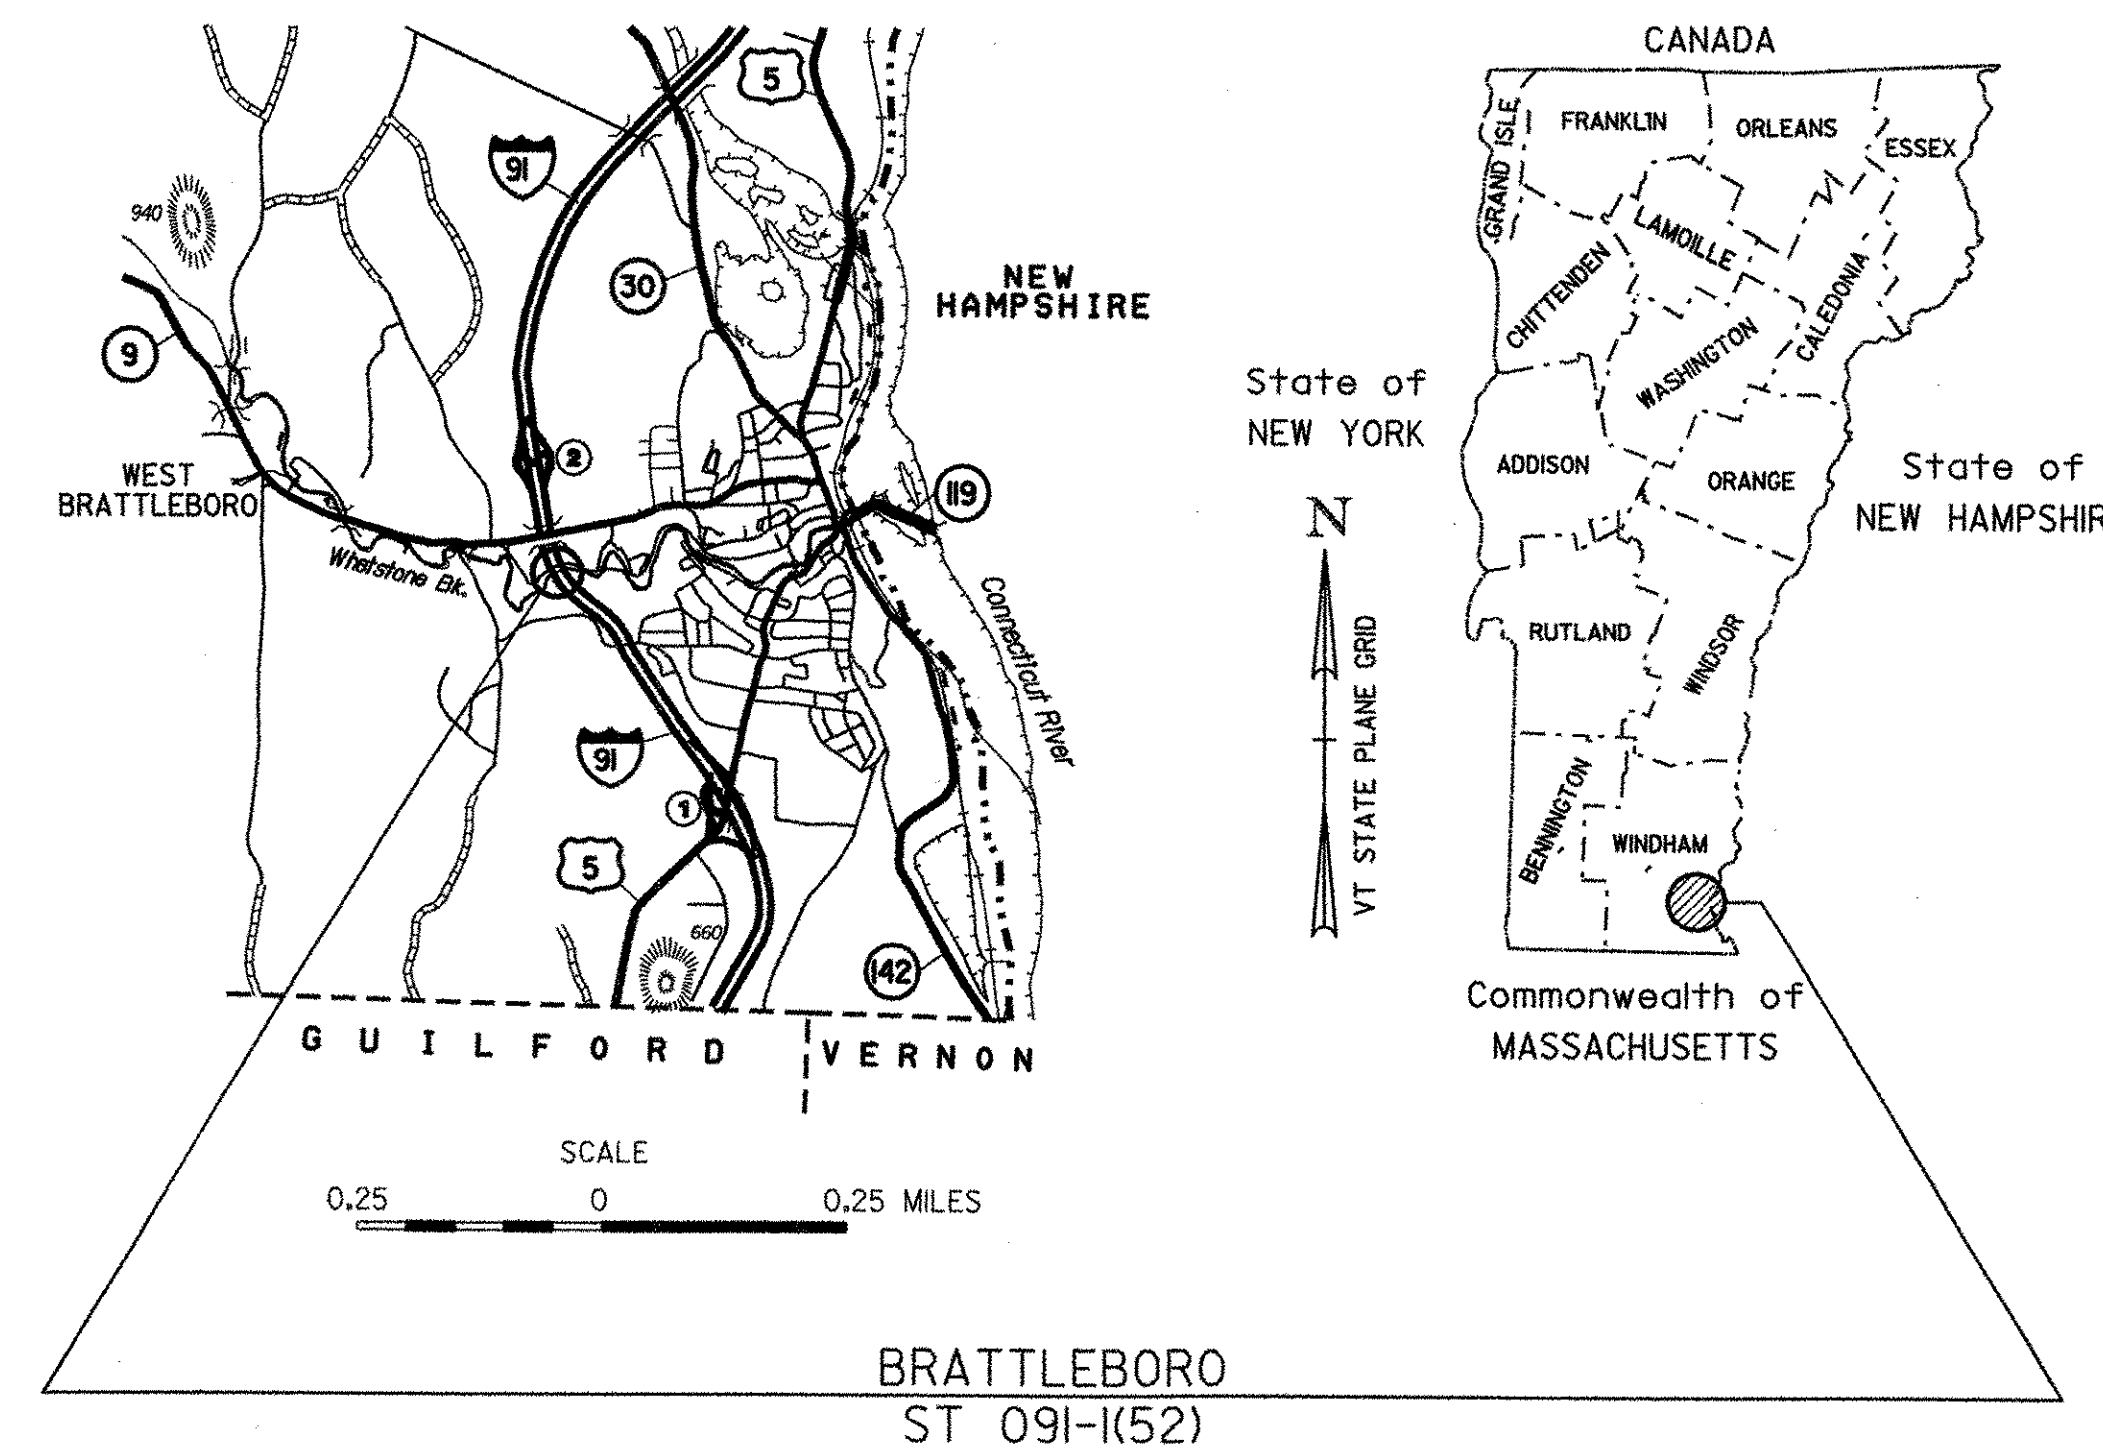 5
91
940
30
NEW
HAMPSHIRE
9
2
WEST
BRATTLEBORO
119
Whetstone Bk.
Connecticut River
91
1
5
660
142
GUILFORD
VERNON
SCALE
0.25 0 0.25 MILES
CANADA
GRAND ISLE
FRANKLIN
ORLEANS
ESSEX
LAMOILLE
CHITTENDEN
CALEDONIA
WASHINGTON
State of
NEW YORK
ADDISON
ORANGE
State of
NEW HAMPSHIR
N
VT STATE PLANE GRID
RUTLAND
WINDSOR
BENNINGTON
WINDHAM
Commonwealth of
MASSACHUSETTS
BRATTLEBORO
ST 091-1(52)